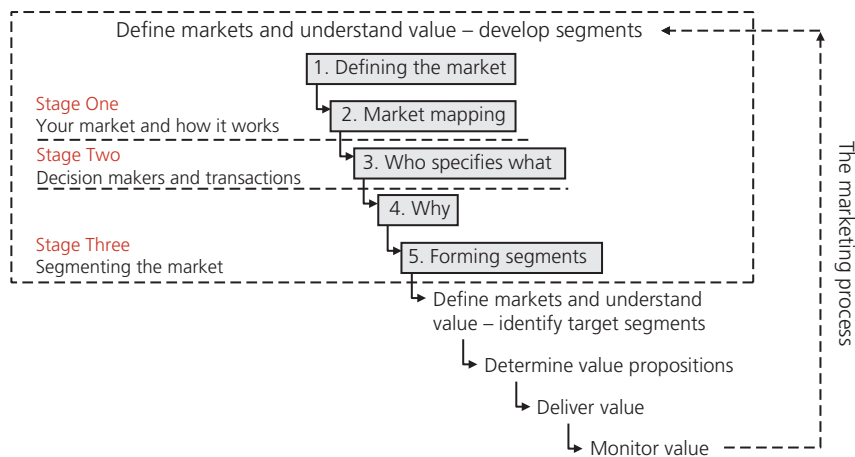 Define markets and understand value – develop segments
1. Defining the market
Stage One
Your market and how it works
2. Market mapping
Stage Two
Decision makers and transactions
3. Who specifies what
4. Why
Stage Three
Segmenting the market
5. Forming segments
Define markets and understand
value – identify target segments
Determine value propositions
Deliver value
Monitor value
The marketing process